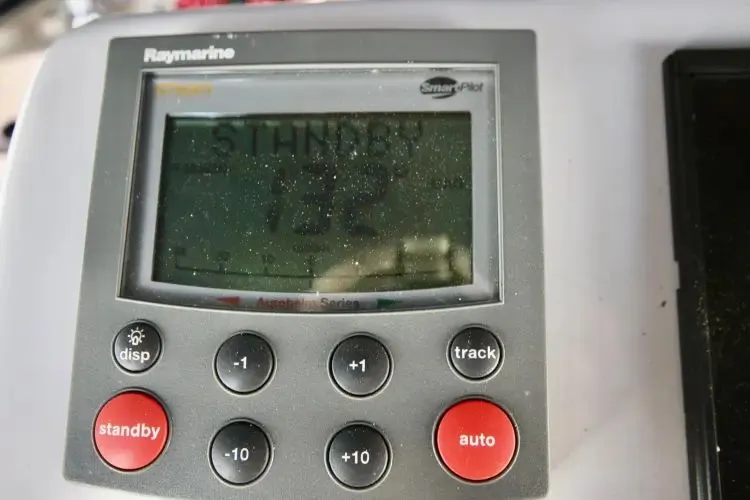 Raymarine
SmartPilot
STANDBY
132°
Autohelm Series
disp
-1
+1
track
standby
-10
+10
auto